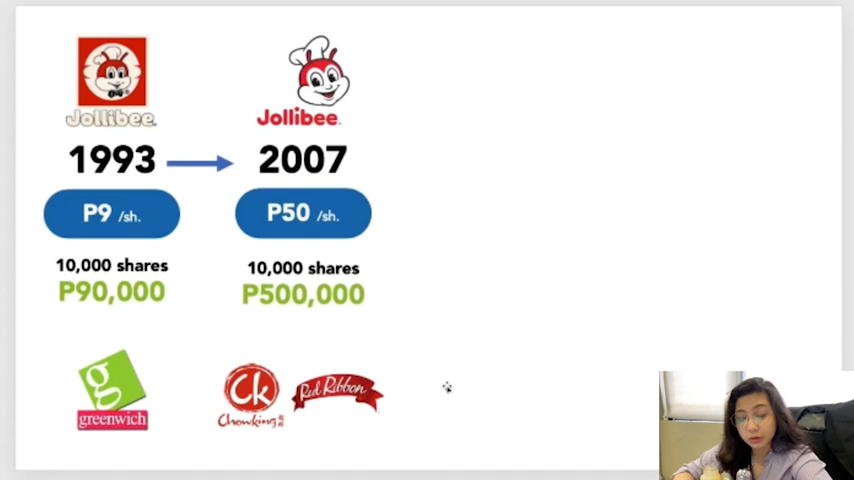 Jollibee
1993
P9 /sh.
10,000 shares
P90,000
g
greenwich
Jollibee
2007
P50 /sh.
10,000 shares
P500,000
Ck
Chowking
Red Ribbon